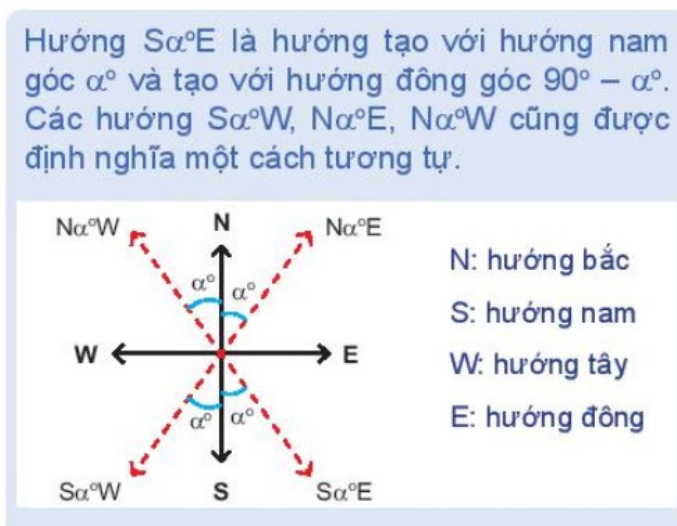 Hướng Sα°E là hướng tạo với hướng nam
góc α° và tạo với hướng đông góc 90° – α°.
Các hướng Sα°W, Nα°E, Nα°W cũng được
định nghĩa một cách tương tự.
Nα°W N Nα°E
α° α°
W E
α° α°
Sα°W S Sα°E
N: hướng bắc
S: hướng nam
W: hướng tây
E: hướng đông